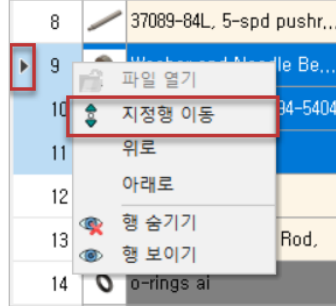 8 37089-84L, 5-spd pushr...
9 Washer and Needle Be...
파일 열기
10 지정행 이동 94-5404
11 위로
아래로
12
행 숨기기
13 Rod,
행 보이기
14 o-rings ai